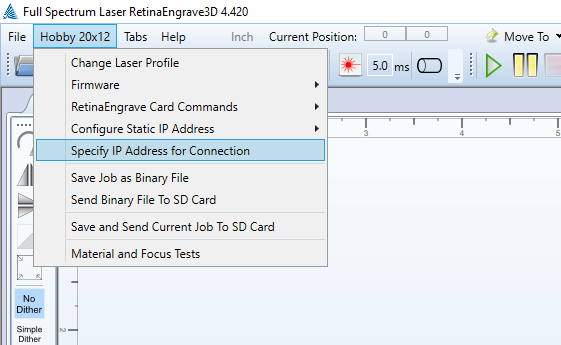 Full Spectrum Laser RetinaEngrave3D 4.420
File Hobby 20x12 Tabs Help Inch Current Position: 0 0 Move To
5.0 ms
Change Laser Profile
Firmware
RetinaEngrave Card Commands
Configure Static IP Address
Specify IP Address for Connection
Save Job as Binary File
Send Binary File To SD Card
Save and Send Current Job To SD Card
Material and Focus Tests
3 4 5
No
Dither
Simple
Dither
2